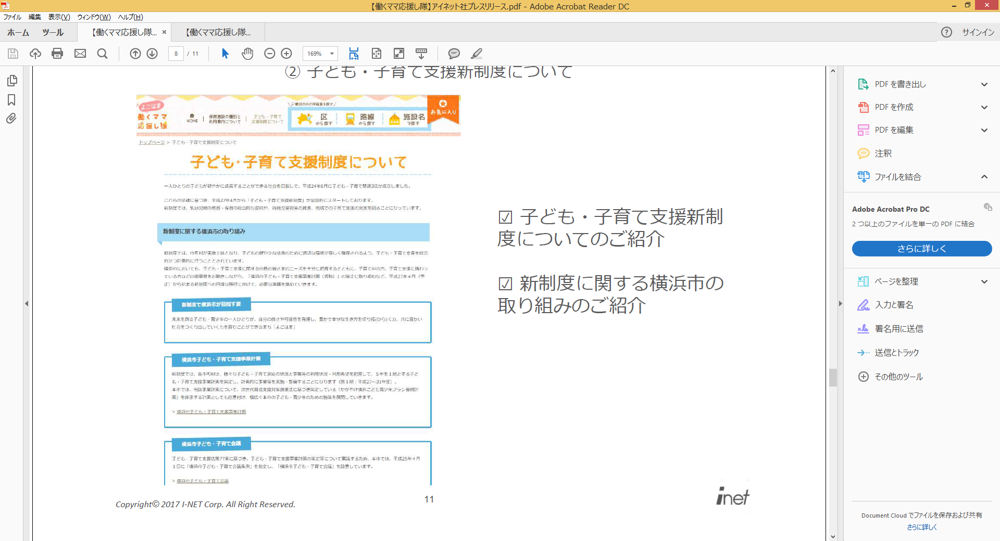 【働くママ応援し隊】アイネット社プレスリリース.pdf - Adobe Acrobat Reader DC
ファイル 編集 表示(V) ウィンドウ(W) ヘルプ(H)
ホーム ツール 【働くママ応援し隊... × 【働くママ応援し隊... サインイン
8 / 11 169%
② 子ども・子育て支援新制度について
よこはま
働くママ
応援し隊
HOME
保育施設の種別と
利用案内について
子ども・子育て
支援制度について
横浜市内の保育園を探す
区
から探す
路線
から探す
施設名
で探す
お気に入り
トップページ > 子ども・子育て支援制度について
子ども・子育て支援制度について
一人ひとりの子どもが健やかに成長することができる社会を目指して、平成24年8月に子ども・子育て関連3法が成立しました。
これらの法律に基づき、平成27年4月から「子ども・子育て支援新制度」が全国的にスタートしております。
新制度では、乳幼児期の教育・保育の総合的な提供や、待機児童対策の推進、地域での子育て支援の充実を図ることになっています。
新制度に関する横浜市の取り組み
新制度では、市町村が実施主体となり、子どもの健やかな成長のために適切な環境が等しく確保されるよう、子ども・子育て支援を総合
的かつ計画的に行うこととされています。
横浜市においても、子ども・子育て支援に関する市民の皆さまのニーズを十分に把握するとともに、子育て中の方、子育て支援に携わっ
ている方などの御意見をお聴きしながら、「横浜市子ども・子育て支援事業計画（仮称）」の策定に取り組むなど、平成27年４月（予
定）から始まる新制度への円滑な移行に向けて、必要な準備を進めていきます。
新制度で横浜市が目指す姿
未来を創る子ども・青少年の一人ひとりが、自分の良さや可能性を発揮し、豊かで幸せな生き方を切り拓(ひら)く力、共に温かい
社会をつくり出していく力を育むことができるまち「よこはま」
横浜市子ども・子育て支援事業計画
新制度では、各市町村は、様々な子ども・子育て家庭の状況と事業等の利用状況・利用希望を把握して、５年を１期とする子ど
も・子育て支援事業計画を策定し、計画的に事業等を実施・整備することになります（第１期：平成27～31年度）。
本市では、当該事業計画について、次世代育成支援対策推進法に基づき策定している「かがやけ横浜こども青少年プラン後期計
画」を継承する計画としても位置付け、幅広く本市の子ども・青少年のための施策を展開していきます。
> 横浜市子ども・子育て支援事業計画
横浜市子ども・子育て会議
子ども・子育て支援法第77条に基づき、子ども・子育て支援事業計画の策定等について審議するため、本市では、平成25年４月
１日に「横浜市子ども・子育て会議条例」を制定し、「横浜市子ども・子育て会議」を設置しています。
> 横浜市子ども・子育て会議
☑ 子ども・子育て支援新制
度についてのご紹介
☑ 新制度に関する横浜市の
取り組みのご紹介
Copyright© 2017 I-NET Corp. All Right Reserved.
11
inet
PDF を書き出し
PDF を作成
PDF を編集
注釈
ファイルを結合
Adobe Acrobat Pro DC
2 つ以上のファイルを単一の PDF に結合
さらに詳しく
ページを整理
入力と署名
署名用に送信
送信とトラック
その他のツール
Document Cloud でファイルを保存および共有
さらに詳しく